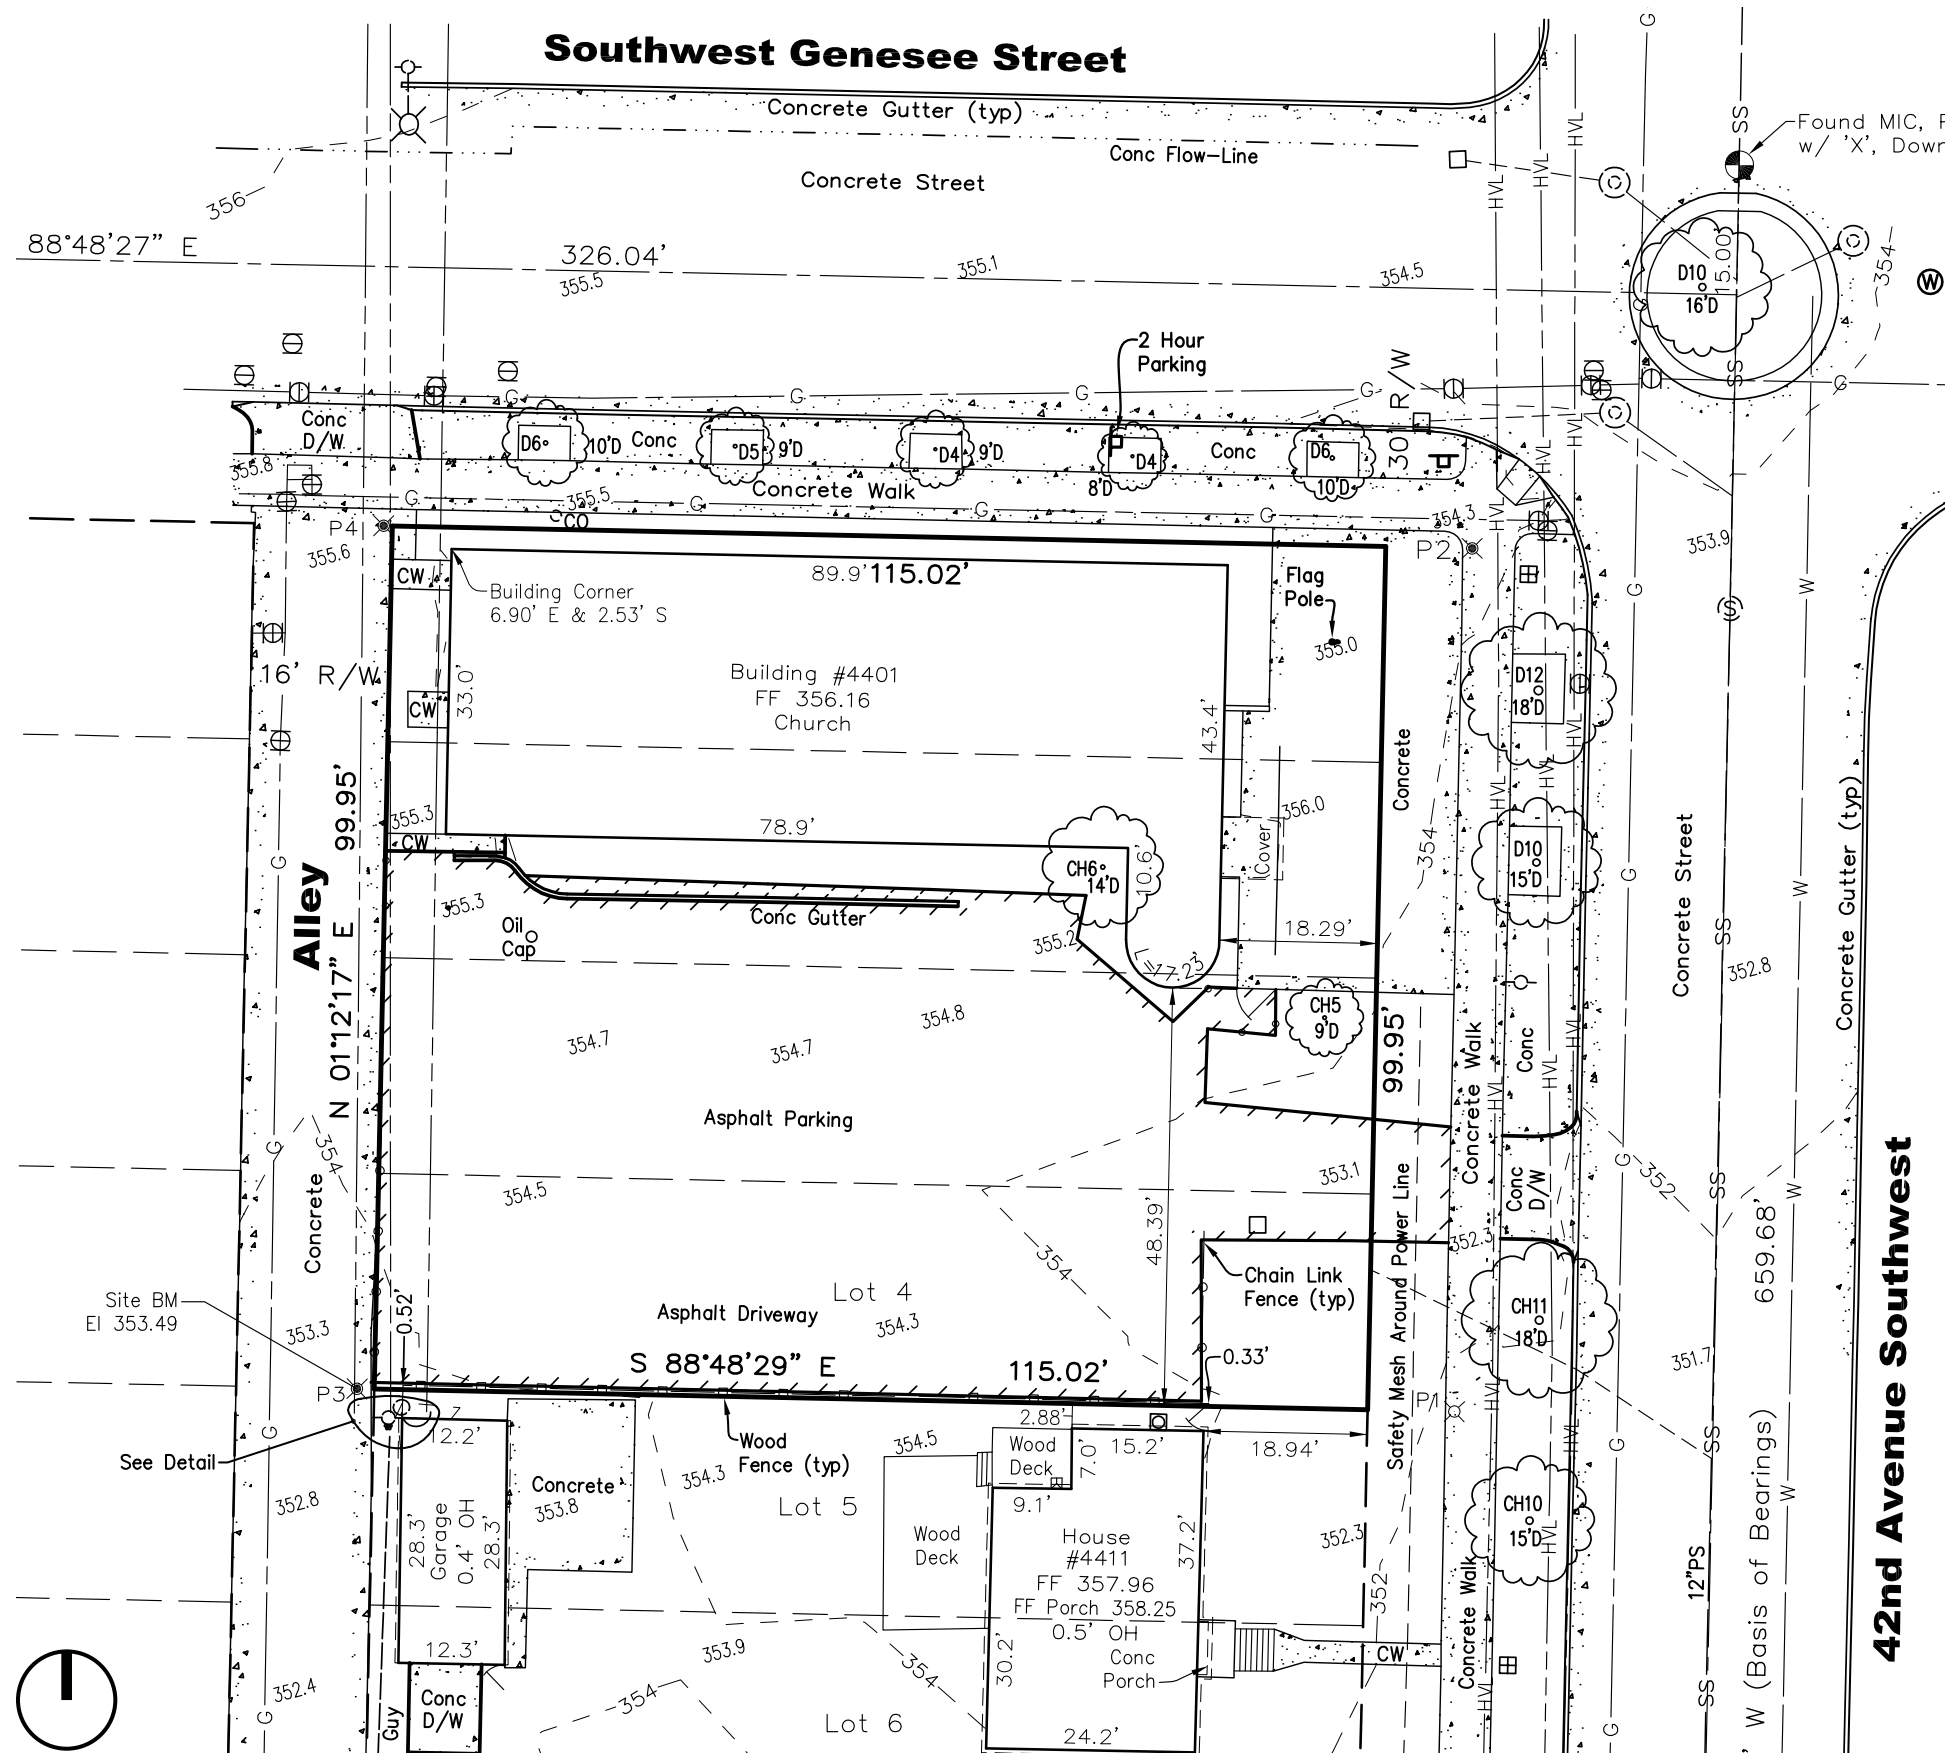 Southwest Genesee Street
Concrete Gutter (typ)
Conc Flow-Line
Concrete Street
Found MIC,
w/ 'X', Down
G
SS
HVL
HVL
HVL
356
88°48'27" E
326.04'
355.5
355.1
354.5
D10
16'D
15.00'
354
W
2 Hour
Parking
30' R/W
G
G
G
G
G
SS
Conc
D/W
D6
10'D
Conc
D5
9'D
D4
9'D
D4
8'D
Conc
D6
10'D
355.8
Concrete Walk
355.5
CO
G
G
G
G
354.3
P4
355.6
P2
353.9
CW
89.9'
115.02'
Building Corner
6.90' E & 2.53' S
Flag
Pole
355.0
S
W
G
16' R/W
33.0'
CW
Building #4401
FF 356.16
Church
43.4'
D12
18'D
Concrete
99.95'
355.3
CW
78.9'
356.0
Cover
354
D10
15'D
Concrete Street
Concrete Gutter (typ)
CH6
14'D
10.6'
Alley
N 01°12'17" E
355.3
Oil
Cap
Conc Gutter
355.2
L=17.23'
18.29'
352.8
354.7
354.7
354.8
CH5
9'D
99.95'
Concrete Walk
Conc
Asphalt Parking
354
Concrete
354.5
353.1
Conc
D/W
352
48.39'
352.3
354
Safety Mesh Around Power Line
659.68'
42nd Avenue Southwest
Chain Link
Fence (typ)
Lot 4
Asphalt Driveway
354.3
Site BM
El 353.49
353.3
0.52'
CH11
18'D
351.7
S 88°48'29" E
115.02'
0.33'
P3
P1
12.2'
See Detail
Wood
Fence (typ)
2.88'
15.2'
18.94'
354.5
Wood
Deck
7.0'
9.1'
354.3
Concrete
353.8
352.8
28.3'
Garage
0.4' OH
28.3'
Lot 5
Wood
Deck
House
#4411
FF 357.96
FF Porch 358.25
0.5' OH
37.2'
352.3
CH10
15'D
12"PS
W (Basis of Bearings)
352
Conc
Porch
CW
Concrete Walk
12.3'
353.9
354
354
30.2'
352.4
Conc
D/W
Guy
Lot 6
24.2'